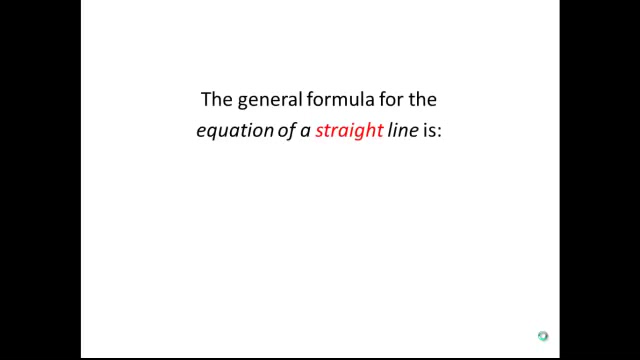 The general formula for the
equation of a straight line is: